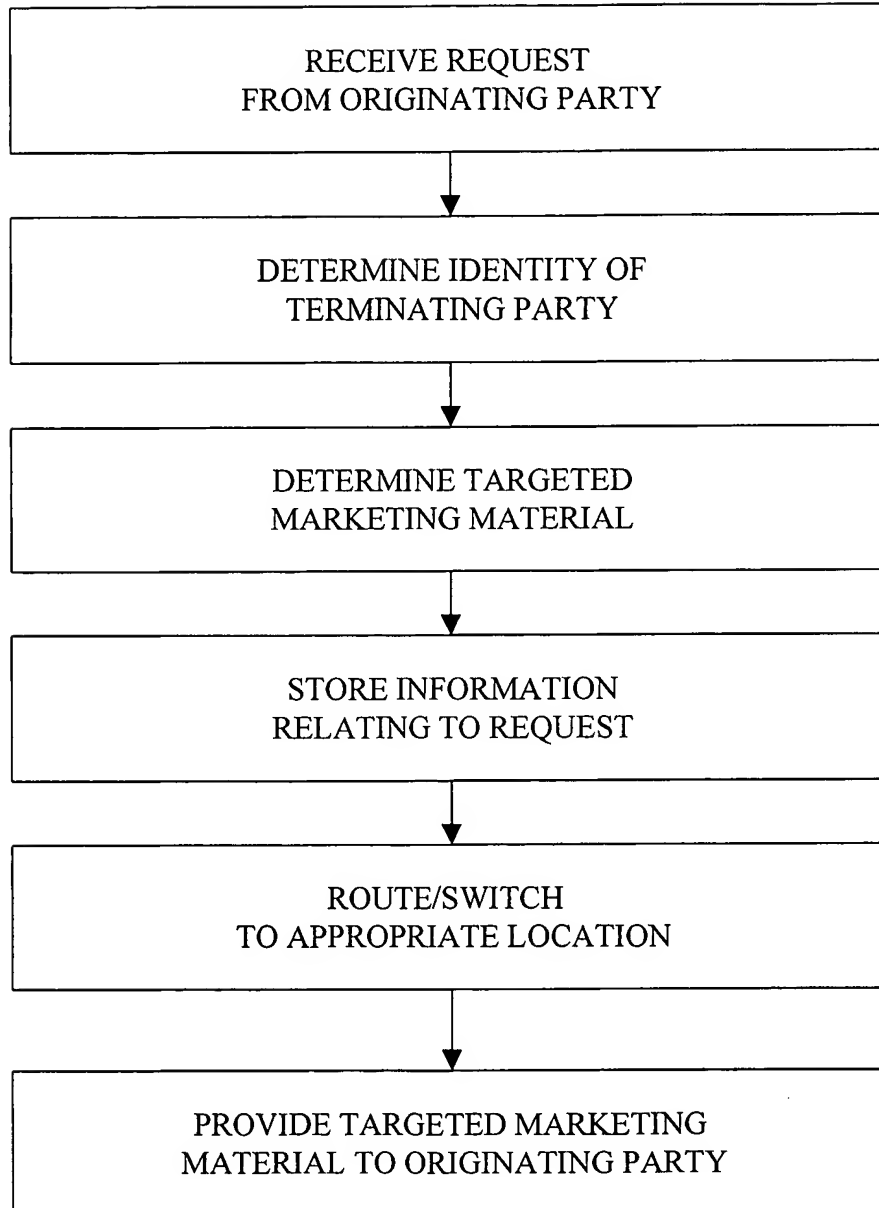 RECEIVE REQUEST
FROM ORIGINATING PARTY
DETERMINE IDENTITY OF
TERMINATING PARTY
DETERMINE TARGETED
MARKETING MATERIAL
STORE INFORMATION
RELATING TO REQUEST
ROUTE/SWITCH
TO APPROPRIATE LOCATION
PROVIDE TARGETED MARKETING
MATERIAL TO ORIGINATING PARTY